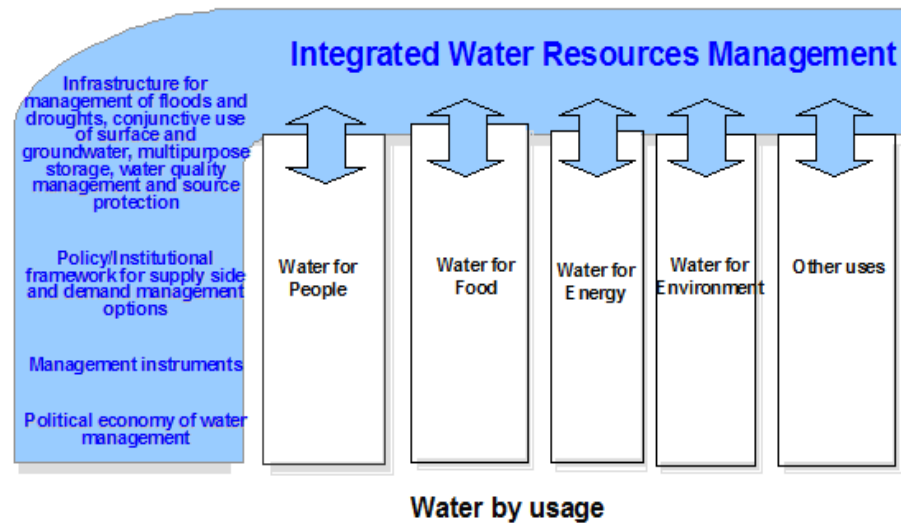 Integrated Water Resources Management
Infrastructure for
management of floods and
droughts, conjunctive use
of surface and
groundwater, multipurpose
storage, water quality
management and source
protection
Policy/Institutional
framework for supply side
and demand management
options
Management instruments
Political economy of water
management
Water for
People
Water for
Food
Water for
Energy
Water for
Environment
Other uses
Water by usage